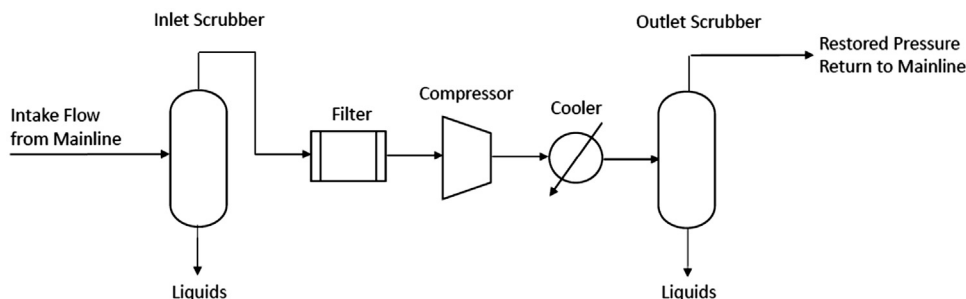 Inlet Scrubber
Outlet Scrubber
Restored Pressure
Return to Mainline
Intake Flow
from Mainline
Filter
Compressor
Cooler
Liquids
Liquids